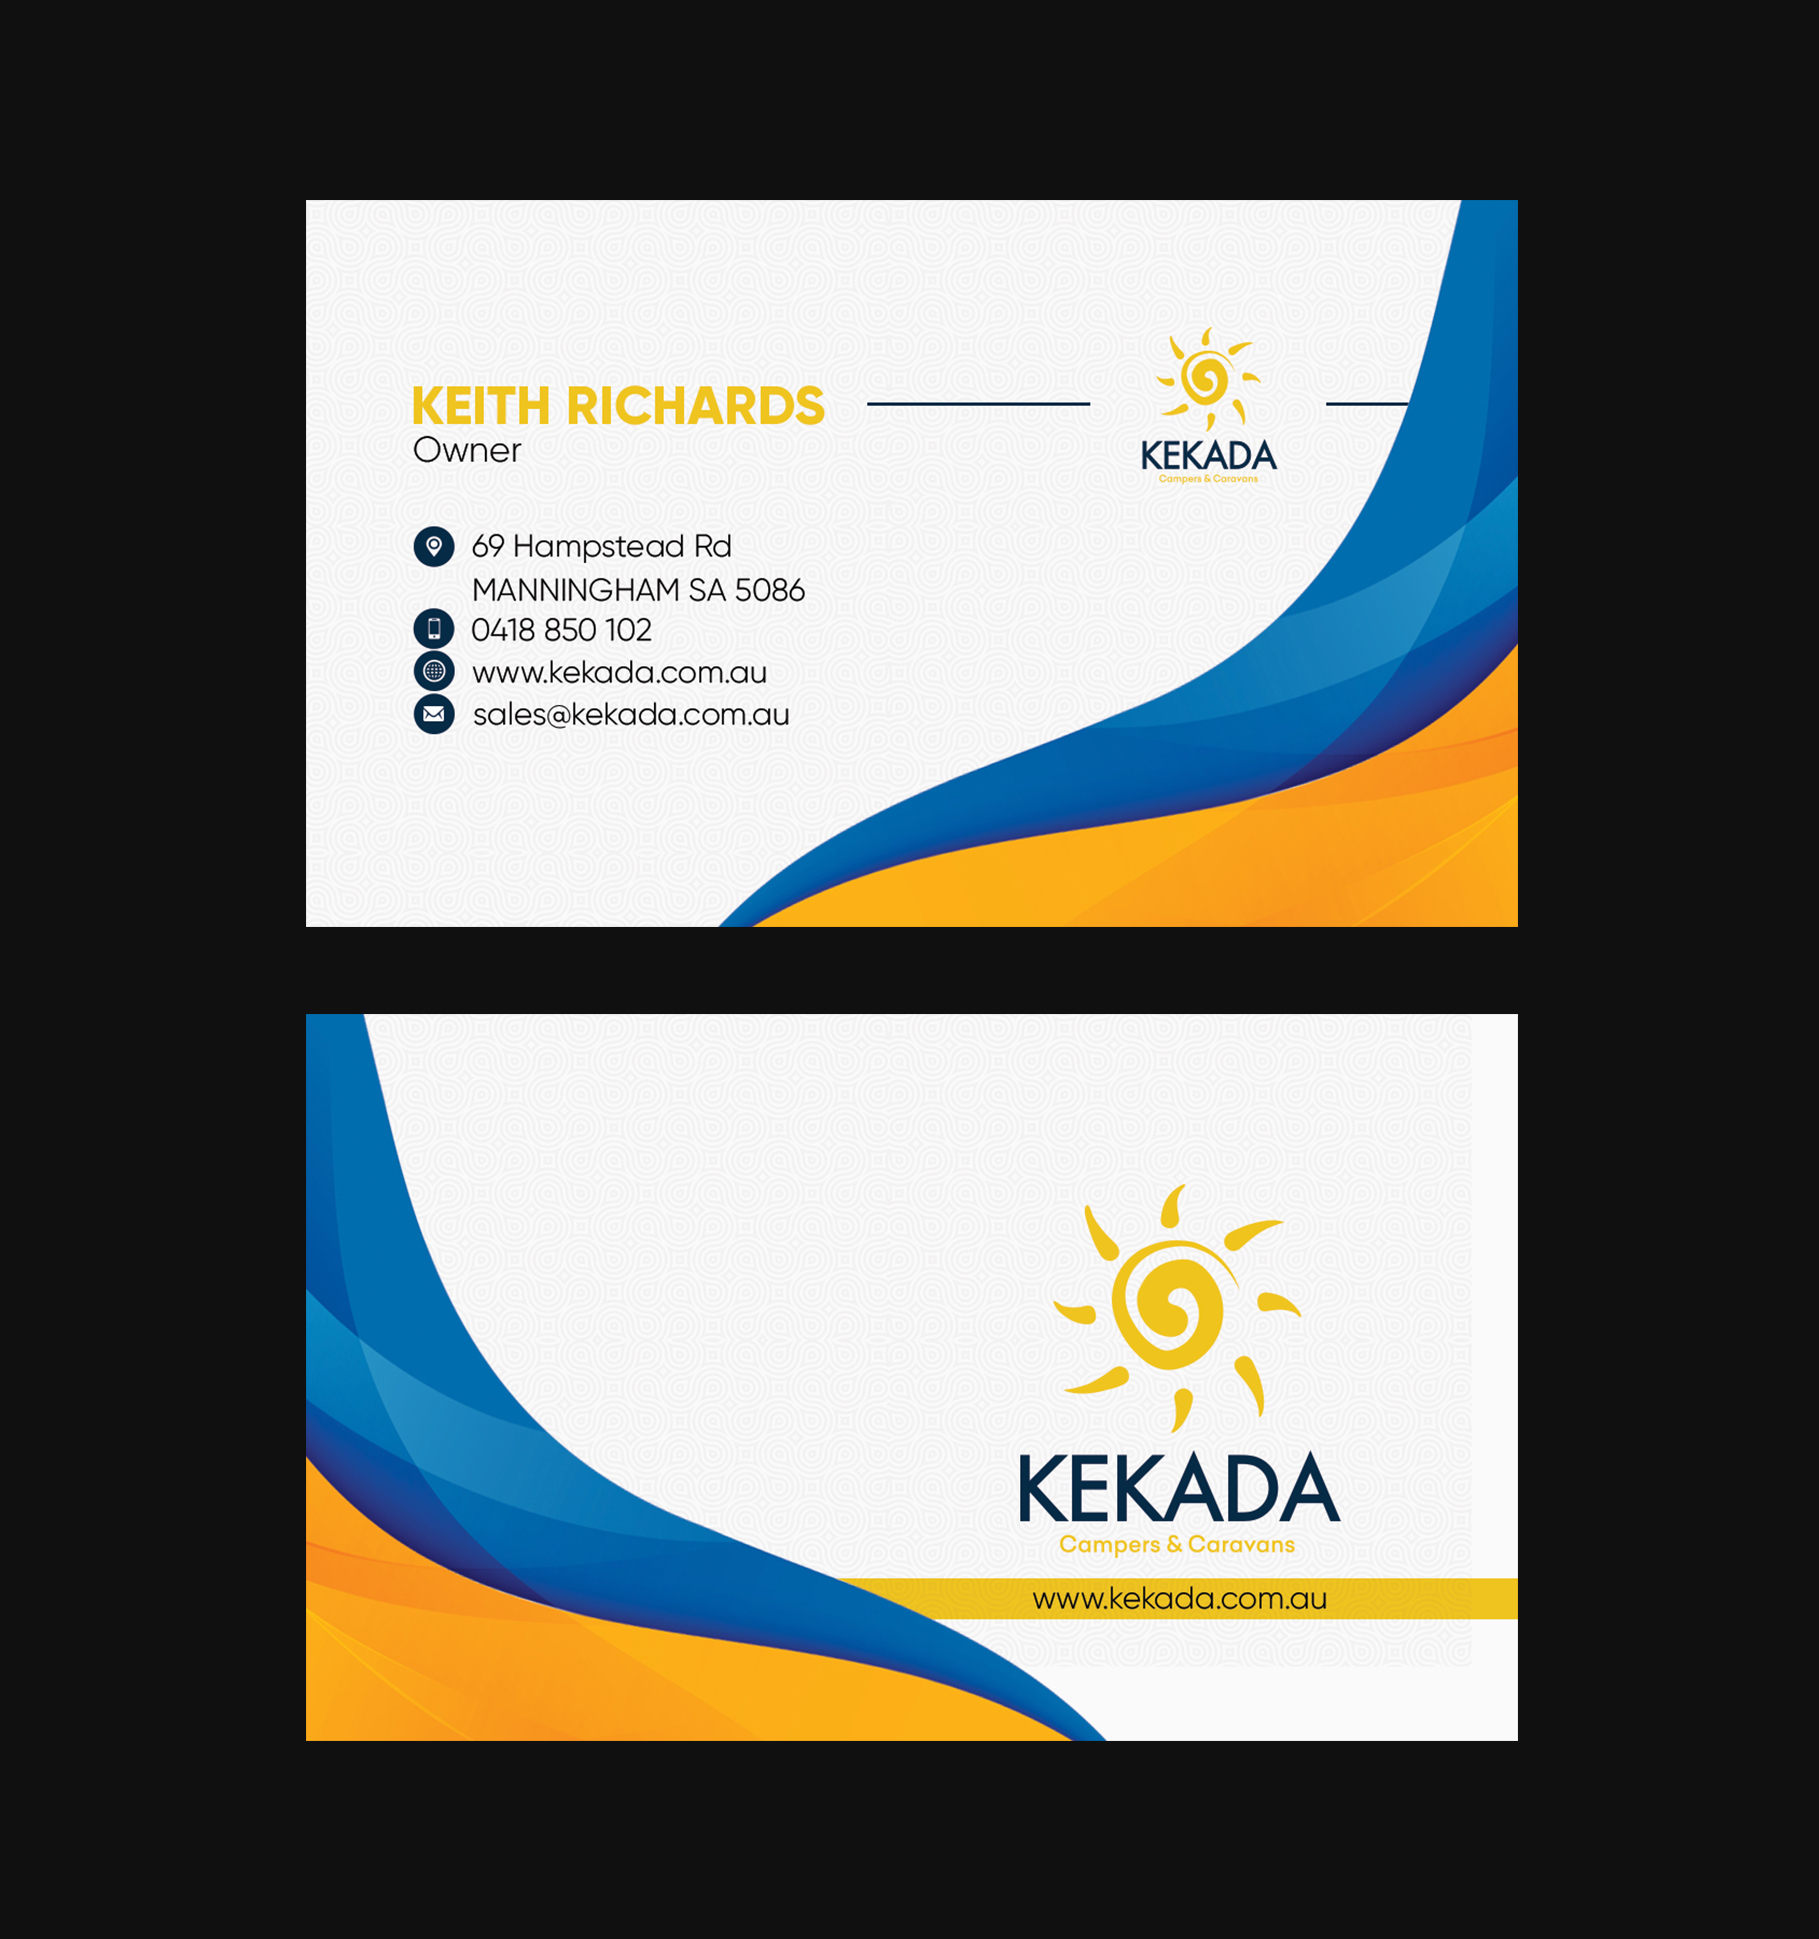 KEITH RICHARDS
Owner
KEKADA
Campers & Caravans
69 Hampstead Rd
MANNINGHAM SA 5086
0418 850 102
www.kekada.com.au
sales@kekada.com.au
KEKADA
Campers & Caravans
www.kekada.com.au